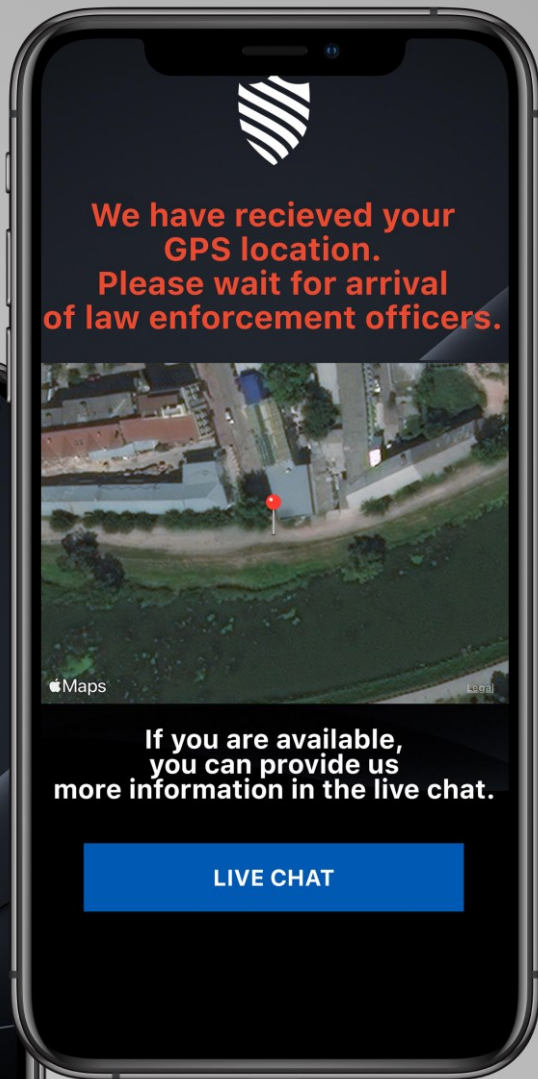 We have recieved your
GPS location.
Please wait for arrival
of law enforcement officers.
Maps
Legal
If you are available,
you can provide us
more information in the live chat.
LIVE CHAT